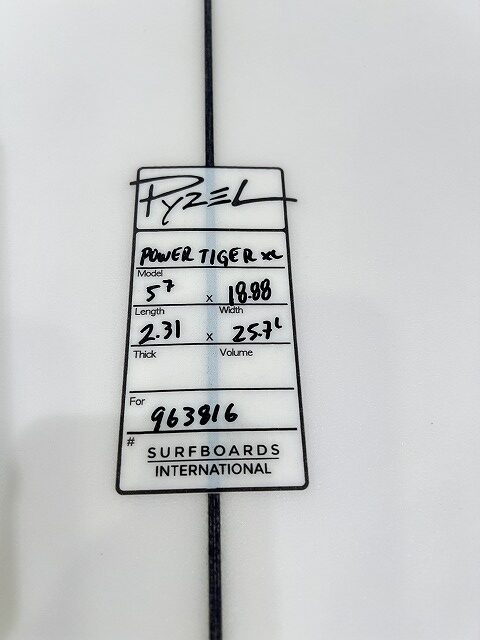 PYZEL
POWER TIGER XL
Model
5 7 x 18.88
Length Width
2.31 x 25.7L
Thick Volume
For
963816
#
SURFBOARDS
INTERNATIONAL